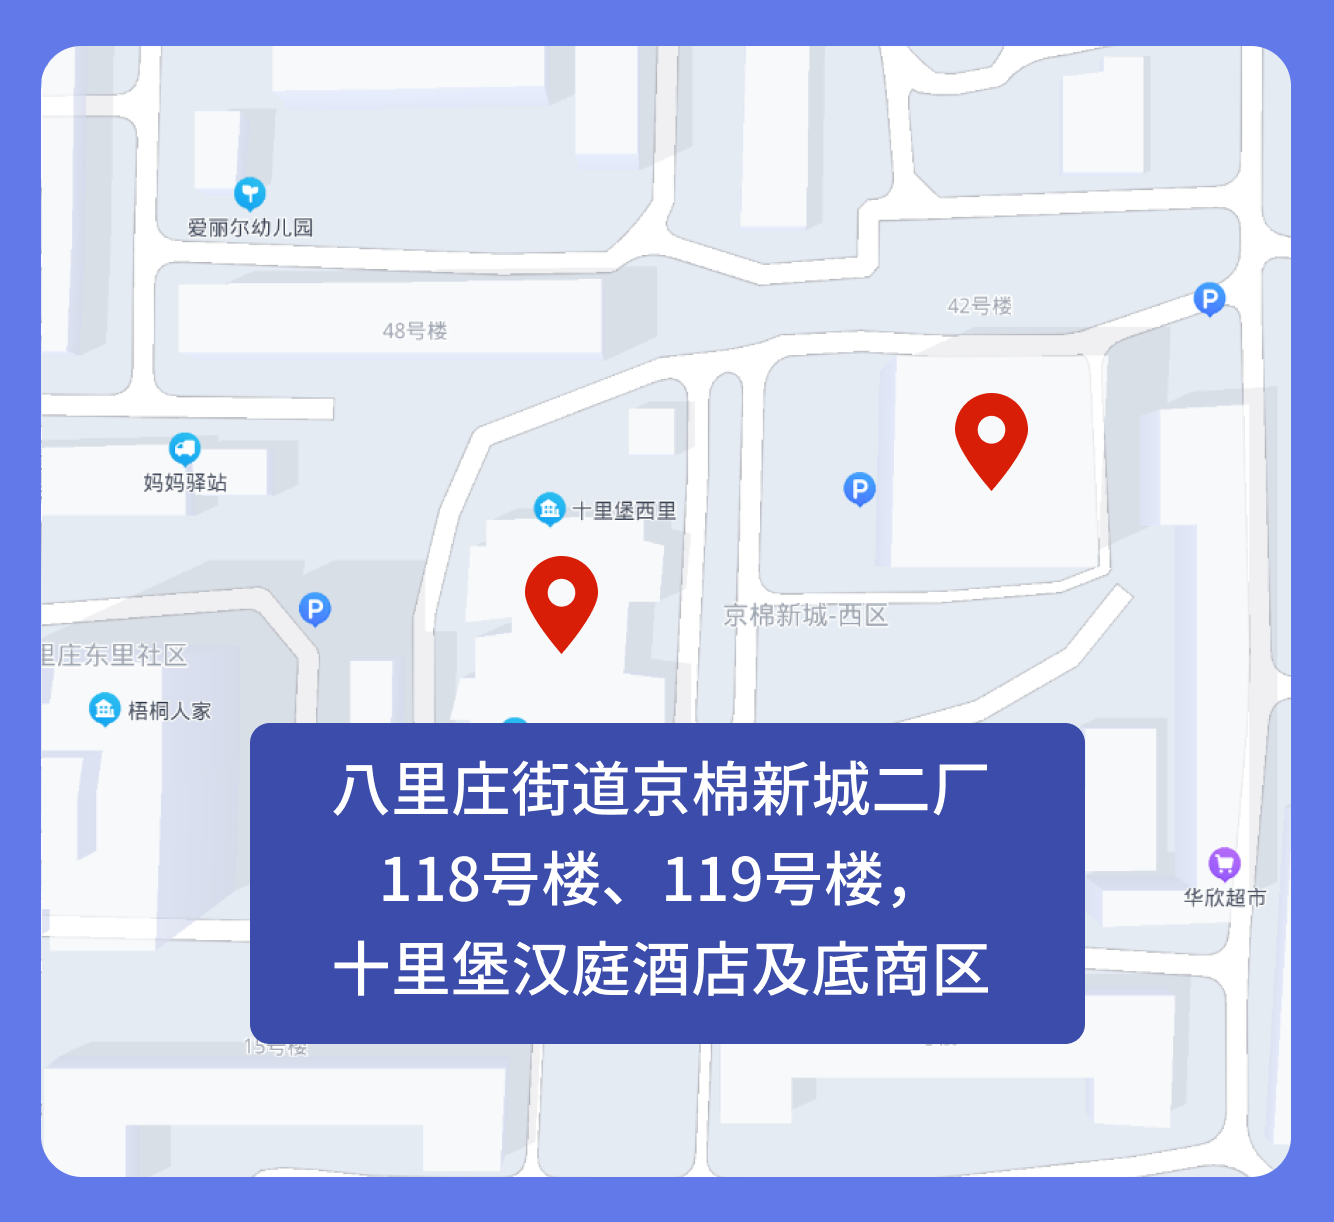 爱丽尔幼儿园
42号楼
P
48号楼
妈妈驿站
P
十里堡西里
P
京棉新城-西区
里庄东里社区
梧桐人家
八里庄街道京棉新城二厂
118号楼、119号楼，
十里堡汉庭酒店及底商区
华欣超市
15号楼